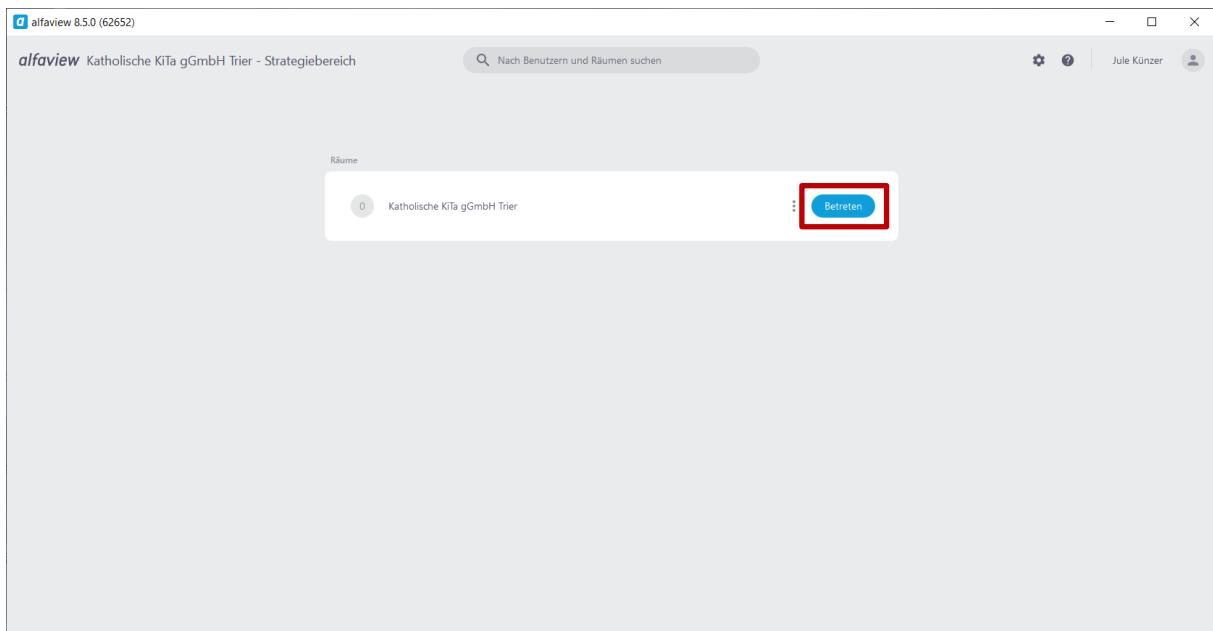 alfaview 8.5.0 (62652)
alfaview Katholische KiTa gGmbH Trier - Strategiebereich
Nach Benutzern und Räumen suchen
Jule Künzer
Räume
0 Katholische KiTa gGmbH Trier
Betreten